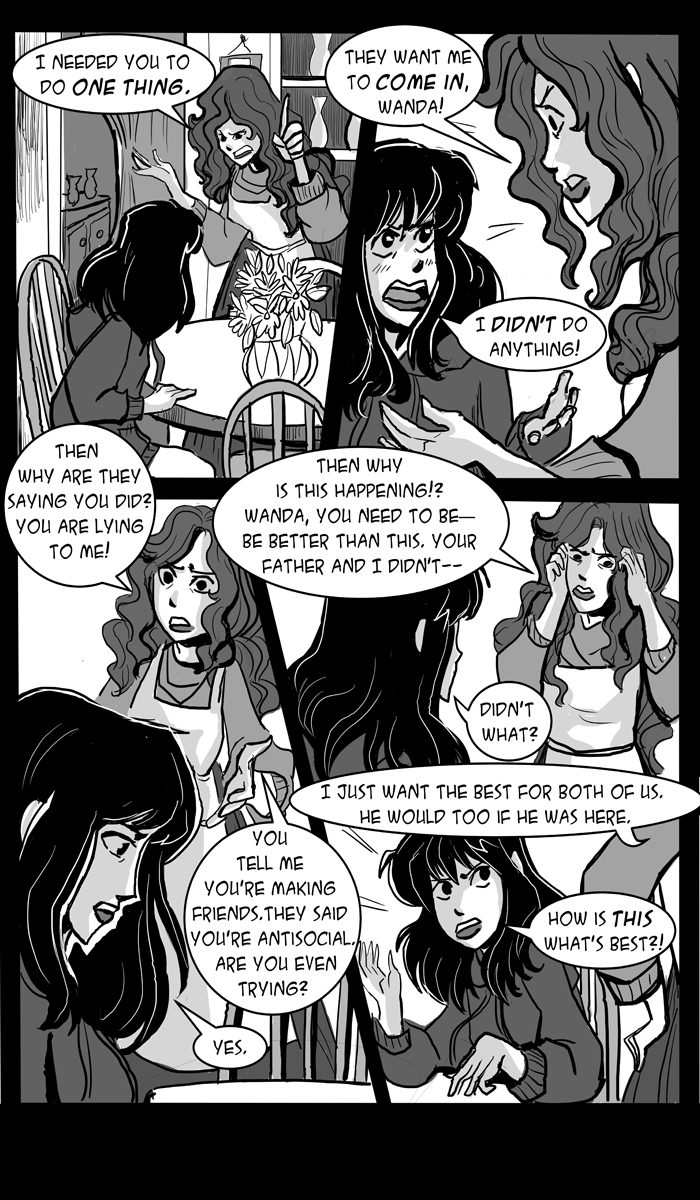 I NEEDED YOU TO
DO ONE THING.
THEY WANT ME
TO COME IN,
WANDA!
I DIDN'T DO
ANYTHING!
THEN
WHY ARE THEY
SAYING YOU DID?
YOU ARE LYING
TO ME!
YOU
TELL ME
YOU'RE MAKING
FRIENDS.THEY SAID
YOU'RE ANTISOCIAL.
ARE YOU EVEN
TRYING?
YES.
THEN WHY
IS THIS HAPPENING!?
WANDA, YOU NEED TO BE—
BE BETTER THAN THIS. YOUR
FATHER AND I DIDN'T--
DIDN'T
WHAT?
I JUST WANT THE BEST FOR BOTH OF US.
HE WOULD TOO IF HE WAS HERE.
HOW IS THIS
WHAT'S BEST?!